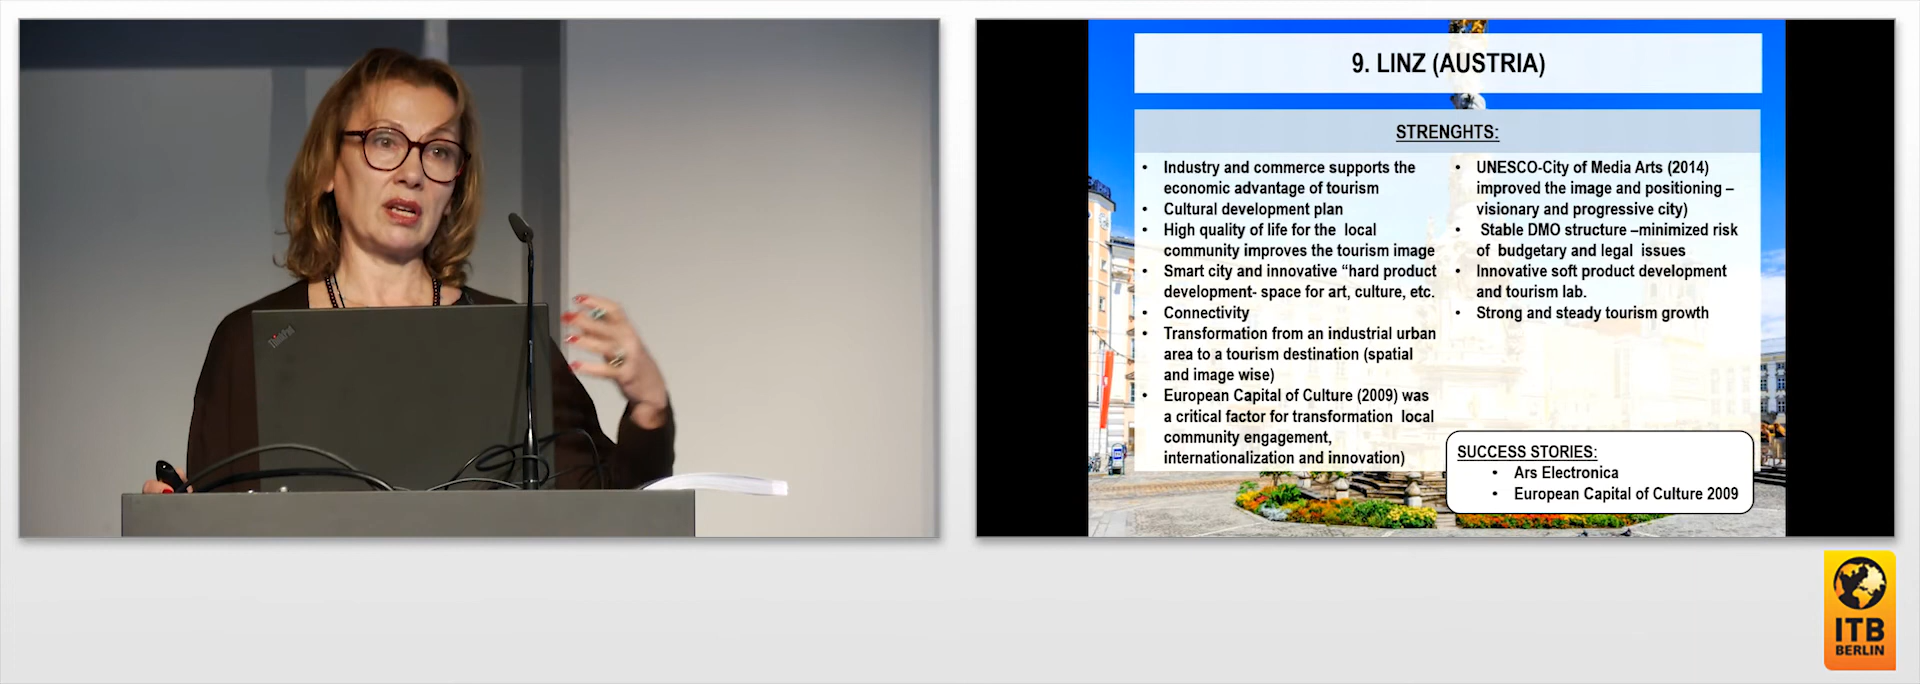 ThinkPad
9. LINZ (AUSTRIA)
STRENGHTS:
• Industry and commerce supports the
economic advantage of tourism
• Cultural development plan
• High quality of life for the local
community improves the tourism image
• Smart city and innovative “hard product
development- space for art, culture, etc.
• Connectivity
• Transformation from an industrial urban
area to a tourism destination (spatial
and image wise)
• European Capital of Culture (2009) was
a critical factor for transformation local
community engagement,
internationalization and innovation)
• UNESCO-City of Media Arts (2014)
improved the image and positioning –
visionary and progressive city)
• Stable DMO structure –minimized risk
of budgetary and legal issues
• Innovative soft product development
and tourism lab.
• Strong and steady tourism growth
SUCCESS STORIES:
• Ars Electronica
• European Capital of Culture 2009
ITB
BERLIN